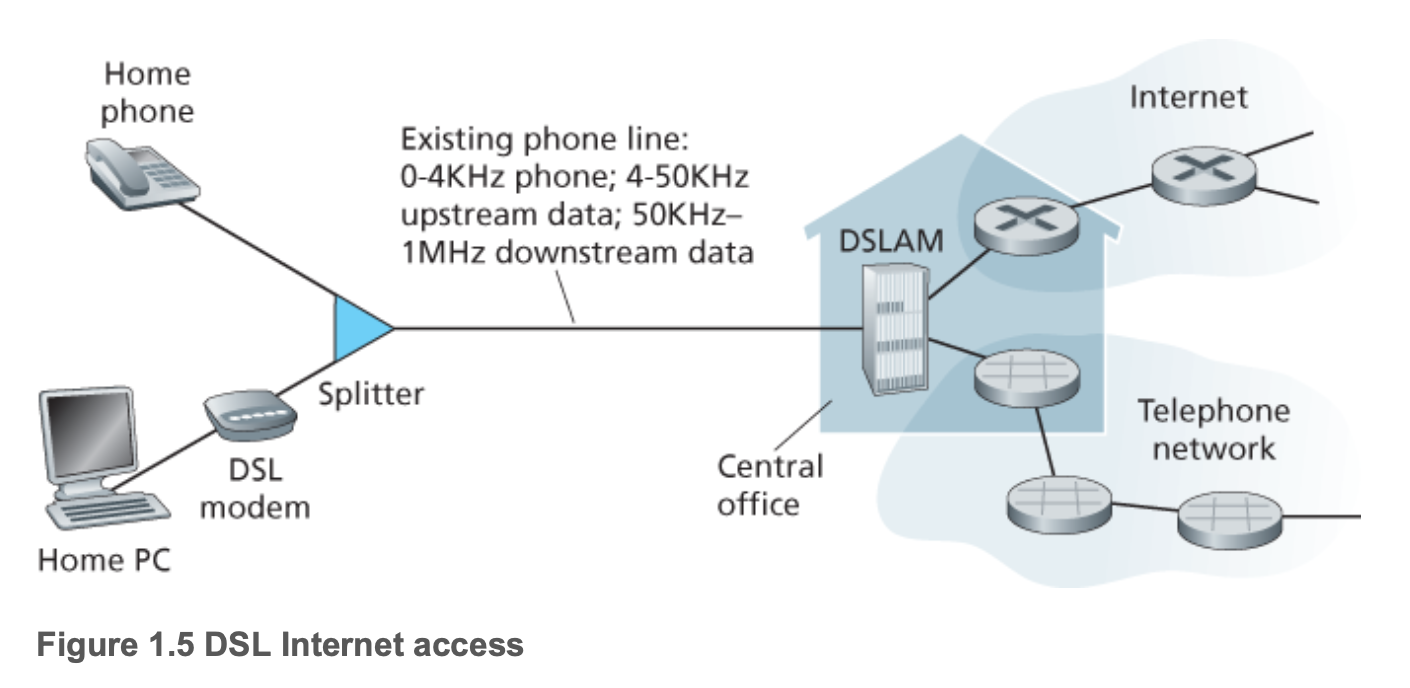 Home
phone
Existing phone line:
0-4KHz phone; 4-50KHz
upstream data; 50KHz–
1MHz downstream data
Internet
DSLAM
Splitter
DSL
modem
Home PC
Central
office
Telephone
network
Figure 1.5 DSL Internet access